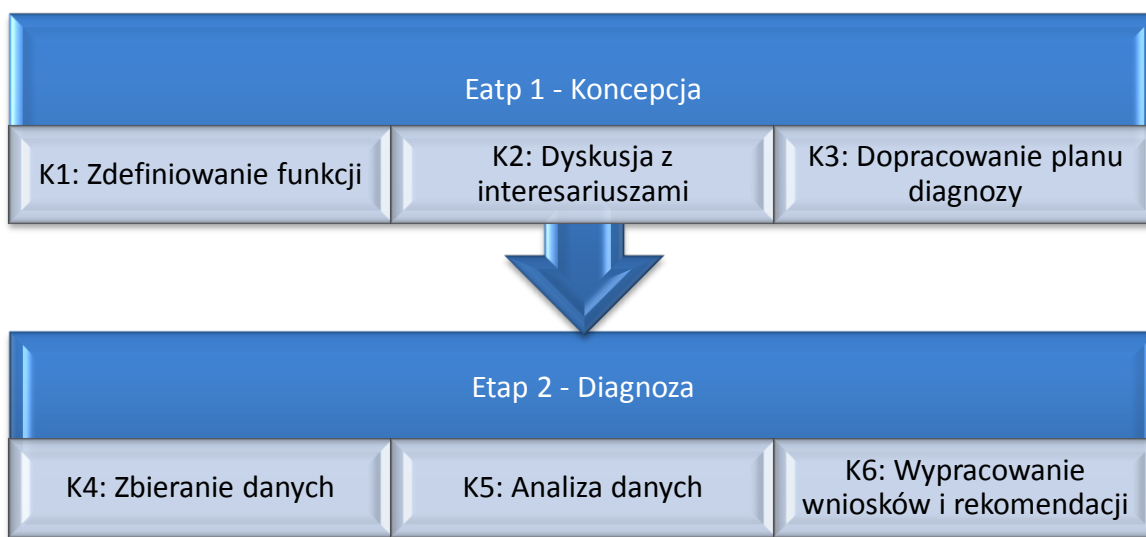 Eatp 1 - Koncepcja
K1: Zdefiniowanie funkcji
K2: Dyskusja z
interesariuszami
K3: Dopracowanie planu
diagnozy
Etap 2 - Diagnoza
K4: Zbieranie danych
K5: Analiza danych
K6: Wypracowanie
wniosków i rekomendacji